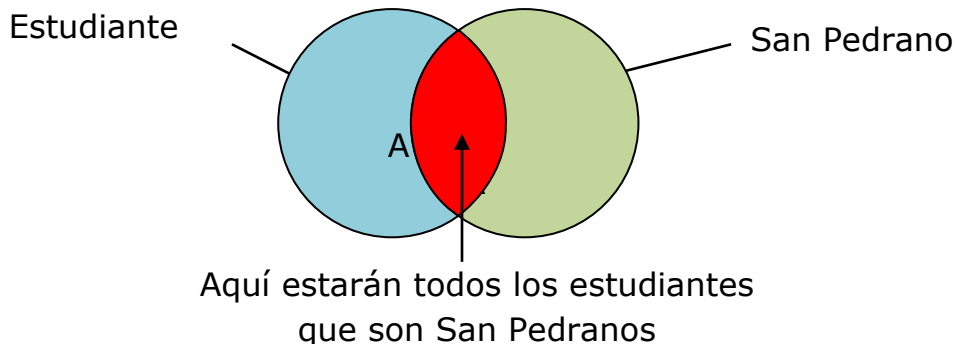 Estudiante
San Pedrano
A
Aquí estarán todos los estudiantes
que son San Pedranos